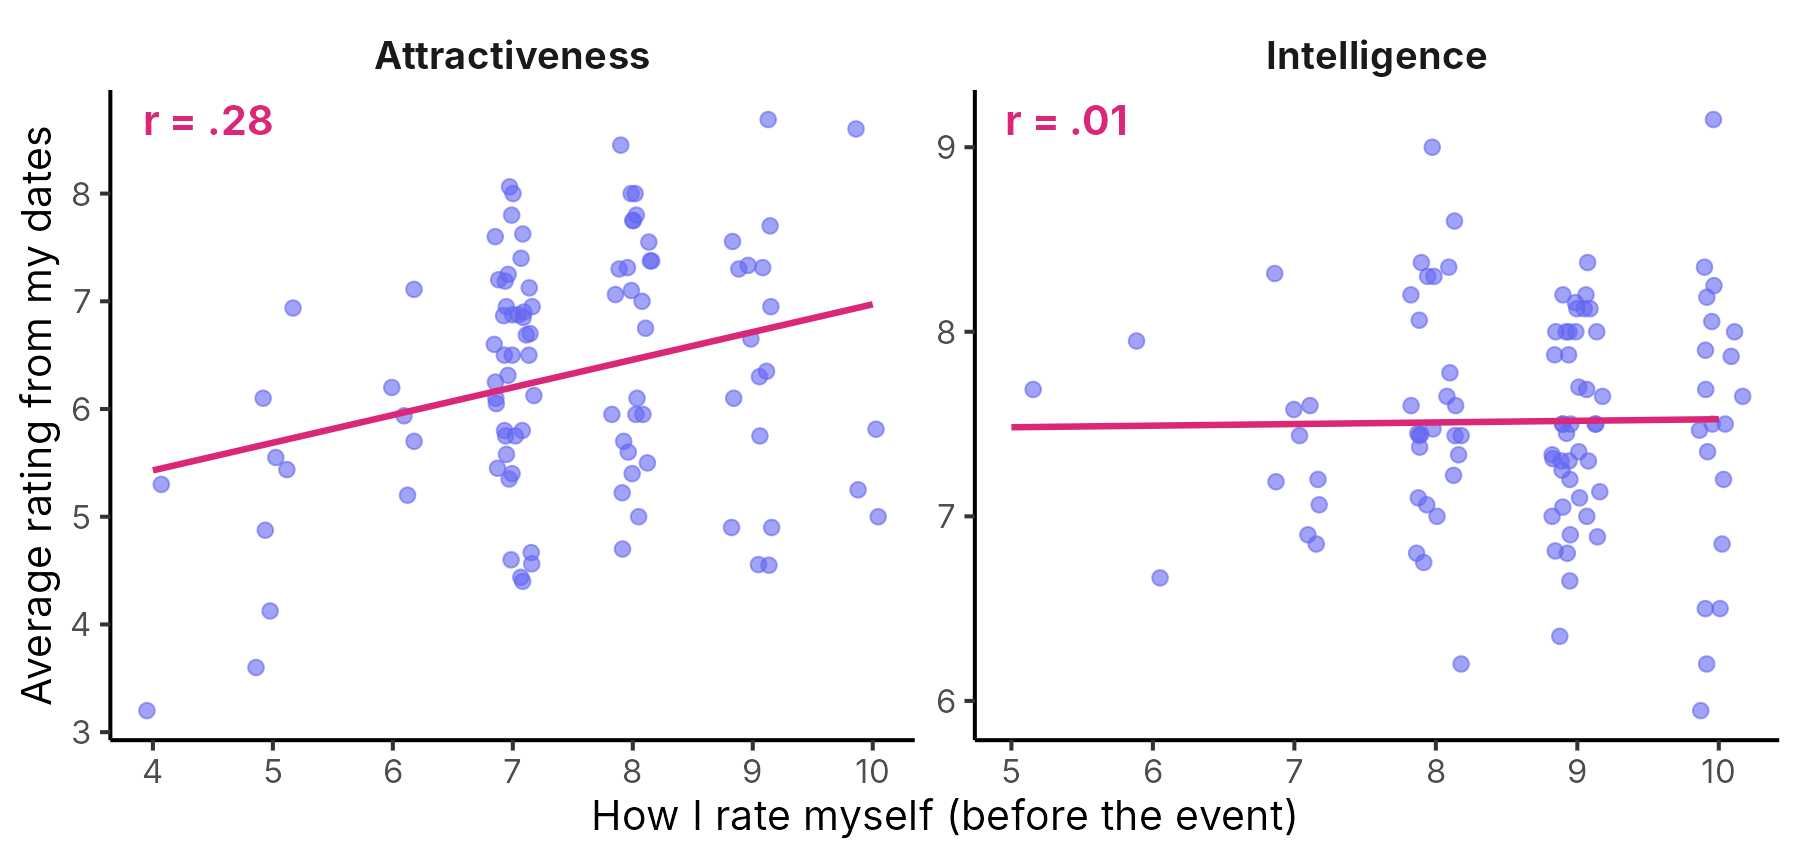 Attractiveness
Intelligence
r = .28
r = .01
Average rating from my dates
8
7
6
5
4
3
9
8
7
6
4 5 6 7 8 9 10
5 6 7 8 9 10
How I rate myself (before the event)